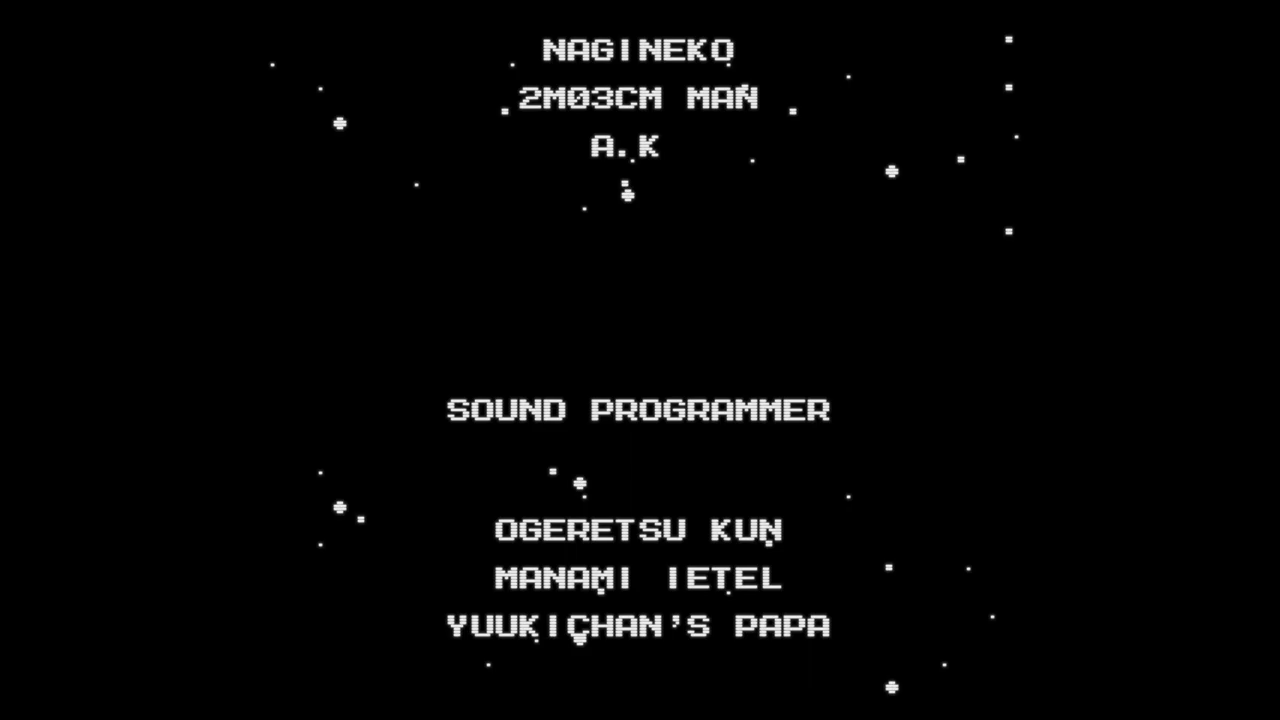 NAGINEKO
2M03CM MAN
A.K
SOUND PROGRAMMER
OGERETSU KUN
MANAMI IETEL
YUUKICHAN'S PAPA